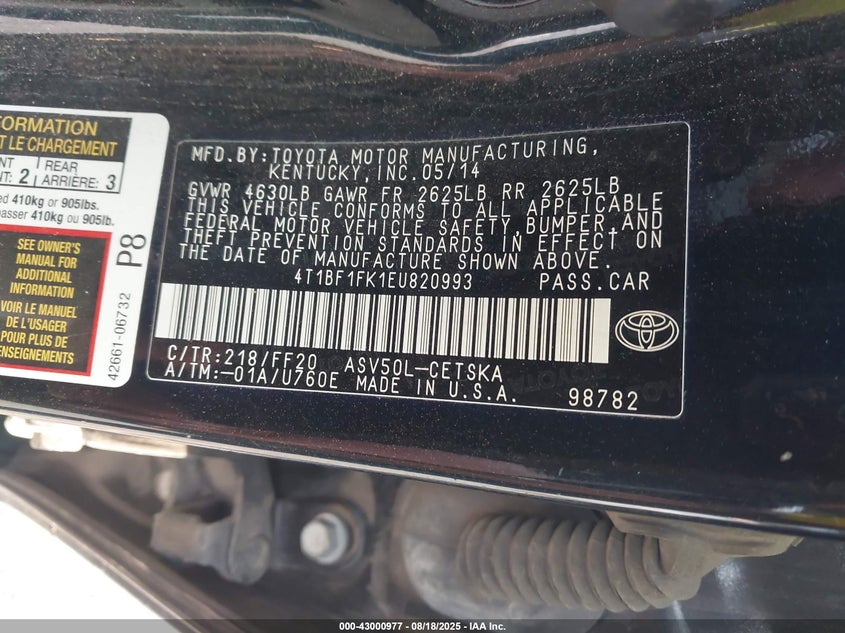 FORMATION
T LE CHARGEMENT
2
REAR
ARRIÈRE: 3
410kg or 905lbs.
410kg ou 905lb.
SEE OWNER'S
MANUAL FOR
ADDITIONAL
INFORMATION
VOIR LE MANUEL
DE L'USAGER
POUR PLUS DE
RENSEIGNEMENTS
P8
42661-06732
MFD.BY:TOYOTA MOTOR MANUFACTURING,
KENTUCKY,INC.05/14
GVWR 4630LB GAWR FR 2625LB RR 2625LB
THIS VEHICLE CONFORMS TO ALL APPLICABLE
FEDERAL MOTOR VEHICLE SAFETY,BUMPER,AND
THEFT PREVENTION STANDARDS IN EFFECT ON
THE DATE OF MANUFACTURE SHOWN ABOVE.
4T1BF1FK1EU820993 PASS.CAR
C/TR:218/FF20 ASV50L-CETSKA
A/TM:-01A/U760E MADE IN U.S.A. 98782
000-43000977 - 08/18/2025 - IAA Inc.